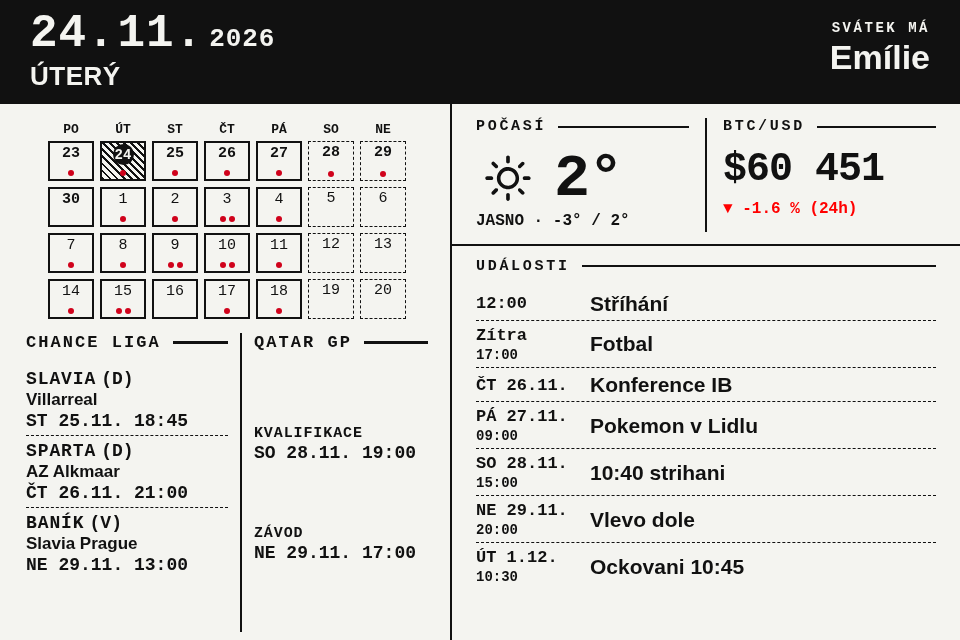 24.11. 2026
ÚTERÝ
SVÁTEK MÁ
Emílie
PO ÚT ST ČT PÁ SO NE
23 24 25 26 27 28 29
30 1 2 3 4 5 6
7 8 9 10 11 12 13
14 15 16 17 18 19 20
CHANCE LIGA
SLAVIA (D)
Villarreal
ST 25.11. 18:45
SPARTA (D)
AZ Alkmaar
ČT 26.11. 21:00
BANÍK (V)
Slavia Prague
NE 29.11. 13:00
QATAR GP
KVALIFIKACE
SO 28.11. 19:00
ZÁVOD
NE 29.11. 17:00
POČASÍ
2°
JASNO · -3° / 2°
BTC/USD
$60 451
▼ -1.6 % (24h)
UDÁLOSTI
12:00 Stříhání
Zítra
17:00
Fotbal
ČT 26.11. Konference IB
PÁ 27.11.
09:00
Pokemon v Lidlu
SO 28.11.
15:00
10:40 strihani
NE 29.11.
20:00
Vlevo dole
ÚT 1.12.
10:30
Ockovani 10:45